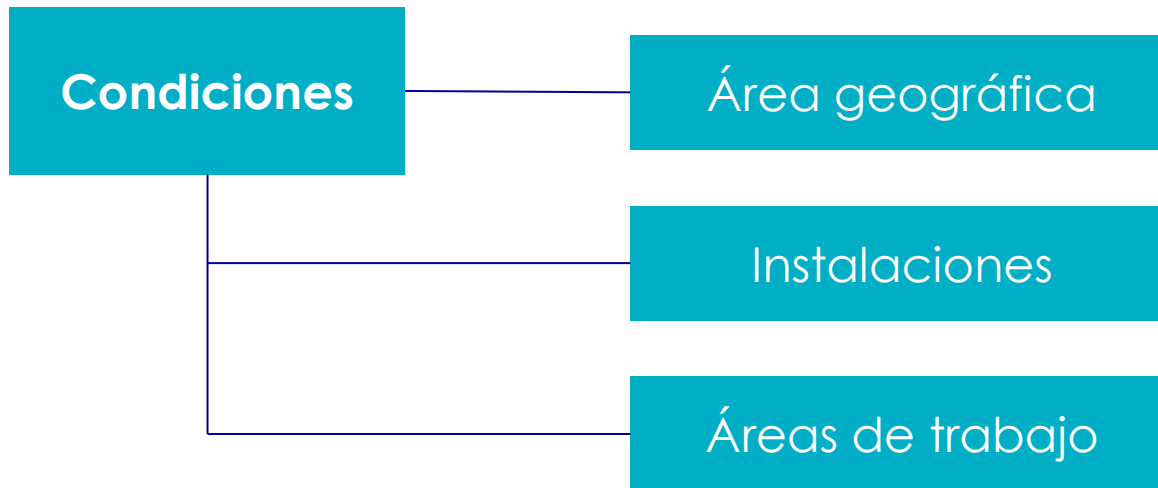 Condiciones
Área geográfica
Instalaciones
Áreas de trabajo